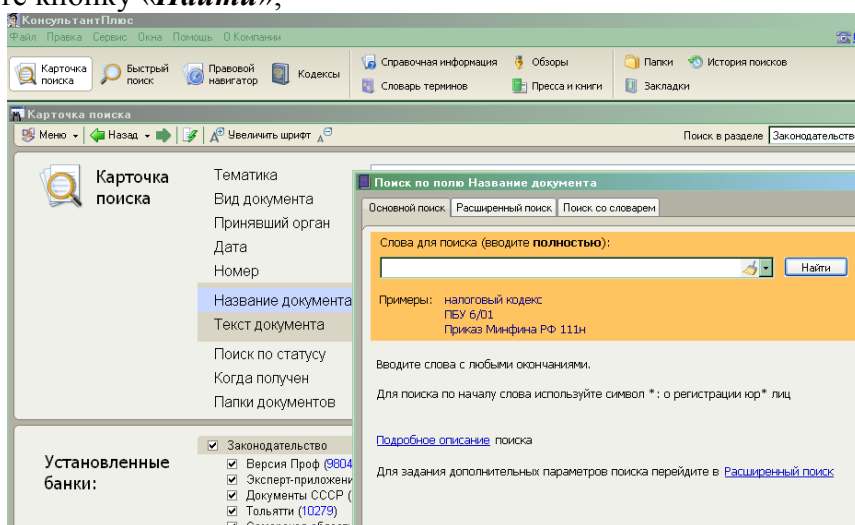 те кнопку «Найти»,
КонсультантПлюс
Файл Правка Сервис Окна Помощь О Компании
Карточка поиска
Быстрый поиск
Правовой навигатор
Кодексы
Справочная информация
Обзоры
Папки
История поисков
Словарь терминов
Пресса и книги
Закладки
Карточка поиска
Меню Назад Увеличить шрифт
Поиск в разделе Законодательств
Карточка
поиска
Тематика
Вид документа
Принявший орган
Дата
Номер
Название документа
Текст документа
Поиск по статусу
Когда получен
Папки документов
Поиск по полю Название документа
Основной поиск Расширенный поиск Поиск со словарем
Слова для поиска (вводите полностью):
Найти
Примеры: налоговый кодекс
ПБУ 6/01
Приказ Минфина РФ 111н
Вводите слова с любыми окончаниями.
Для поиска по началу слова используйте символ *: о регистрации юр* лиц
Подробное описание поиска
Для задания дополнительных параметров поиска перейдите в Расширенный поиск
Установленные
банки:
Законодательство
Версия Проф (9804
Эксперт-приложени
Документы СССР (
Тольятти (10279)